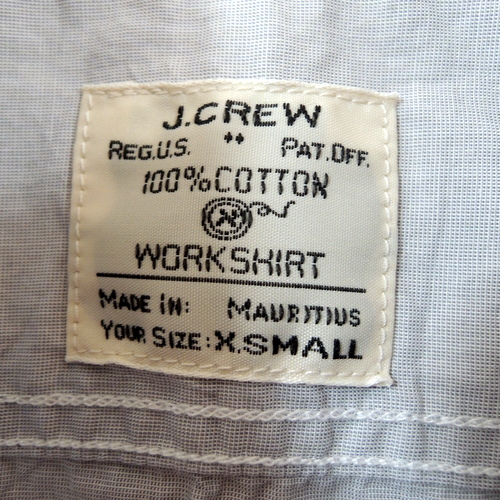 J.CREW
REG.U.S. PAT.OFF.
100% COTTON
WORKSHIRT
MADE IN: MAURITIUS
YOUR SIZE: X.SMALL